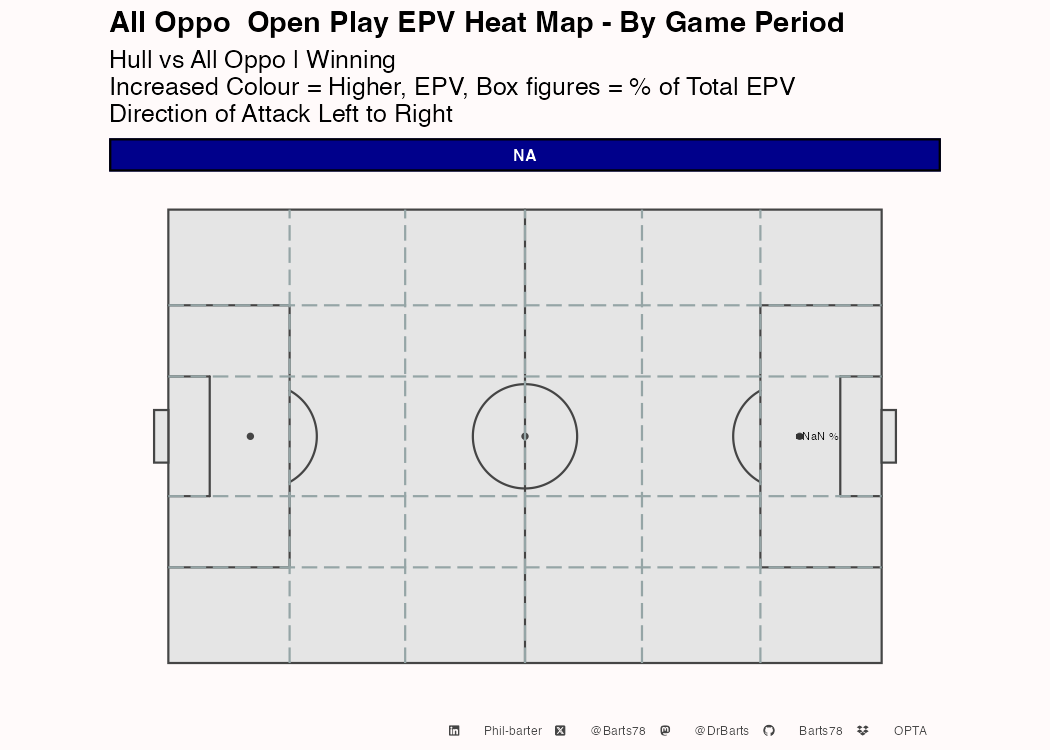 All Oppo  Open Play EPV Heat Map - By Game Period
Hull vs All Oppo | Winning
Increased Colour = Higher, EPV, Box figures = % of Total EPV
Direction of Attack Left to Right
NA
NaN %
Phil-barter @Barts78 @DrBarts Barts78 OPTA